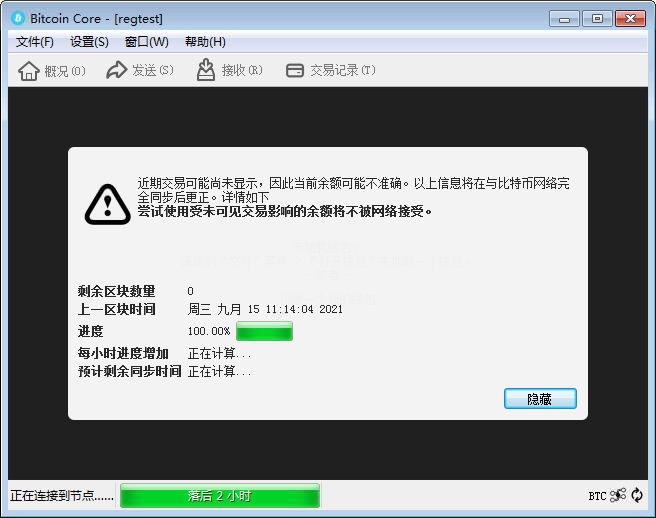 Bitcoin Core - [regtest]
文件(F) 设置(S) 窗口(W) 帮助(H)
概况(O) 发送(S) 接收(R) 交易记录(T)
近期交易可能尚未显示，因此当前余额可能不准确。以上信息将在与比特币网络完
全同步后更正。详情如下
尝试使用受未可见交易影响的余额将不被网络接受。
剩余区块数量 0
上一区块时间 周三 九月 15 11:14:04 2021
进度 100.00%
每小时进度增加 正在计算...
预计剩余同步时间 正在计算...
隐藏
正在连接到节点...... 落后 2 小时 BTC